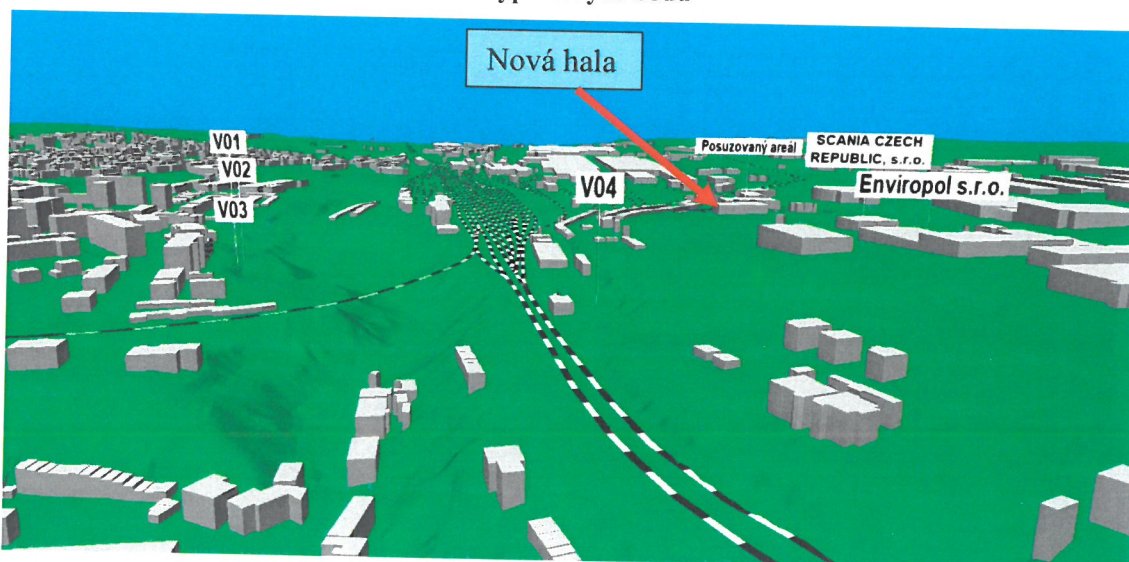 Nová hala
V01
V02
V03
V04
Posuzovaný areál
SCANIA CZECH
REPUBLIC, s.r.o.
Enviropol s.r.o.